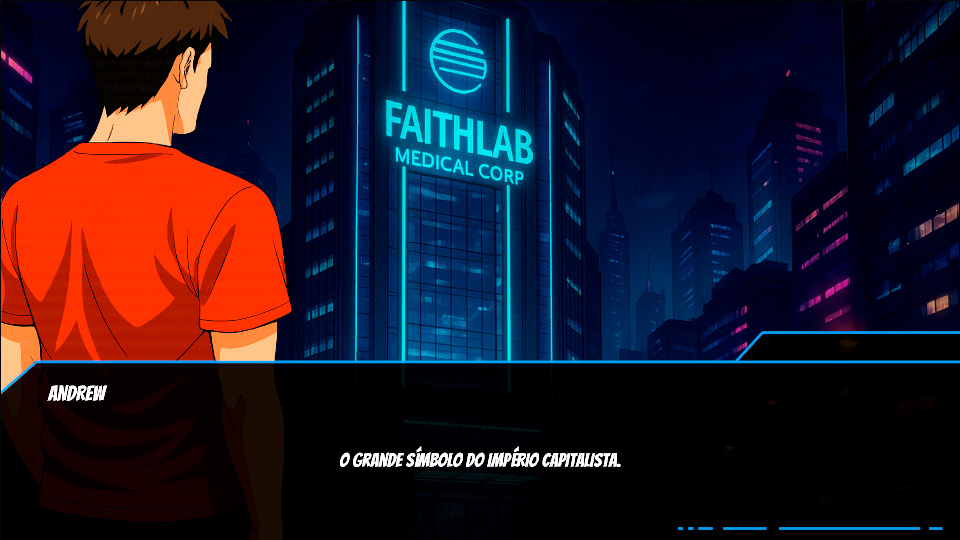 FAITHLAB
MEDICAL CORP
ANDREW
O GRANDE SÍMBOLO DO IMPÉRIO CAPITALISTA.